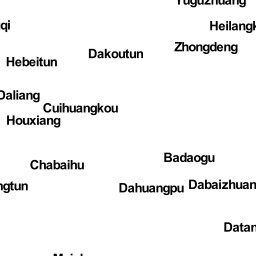 Yuguzhuang
qi
Heilangk
Zhongdeng
Dakoutun
Hebeitun
Daliang
Cuihuangkou
Houxiang
Badaogu
Chabaihu
ngtun
Dahuangpu
Dabaizhuan
Datan